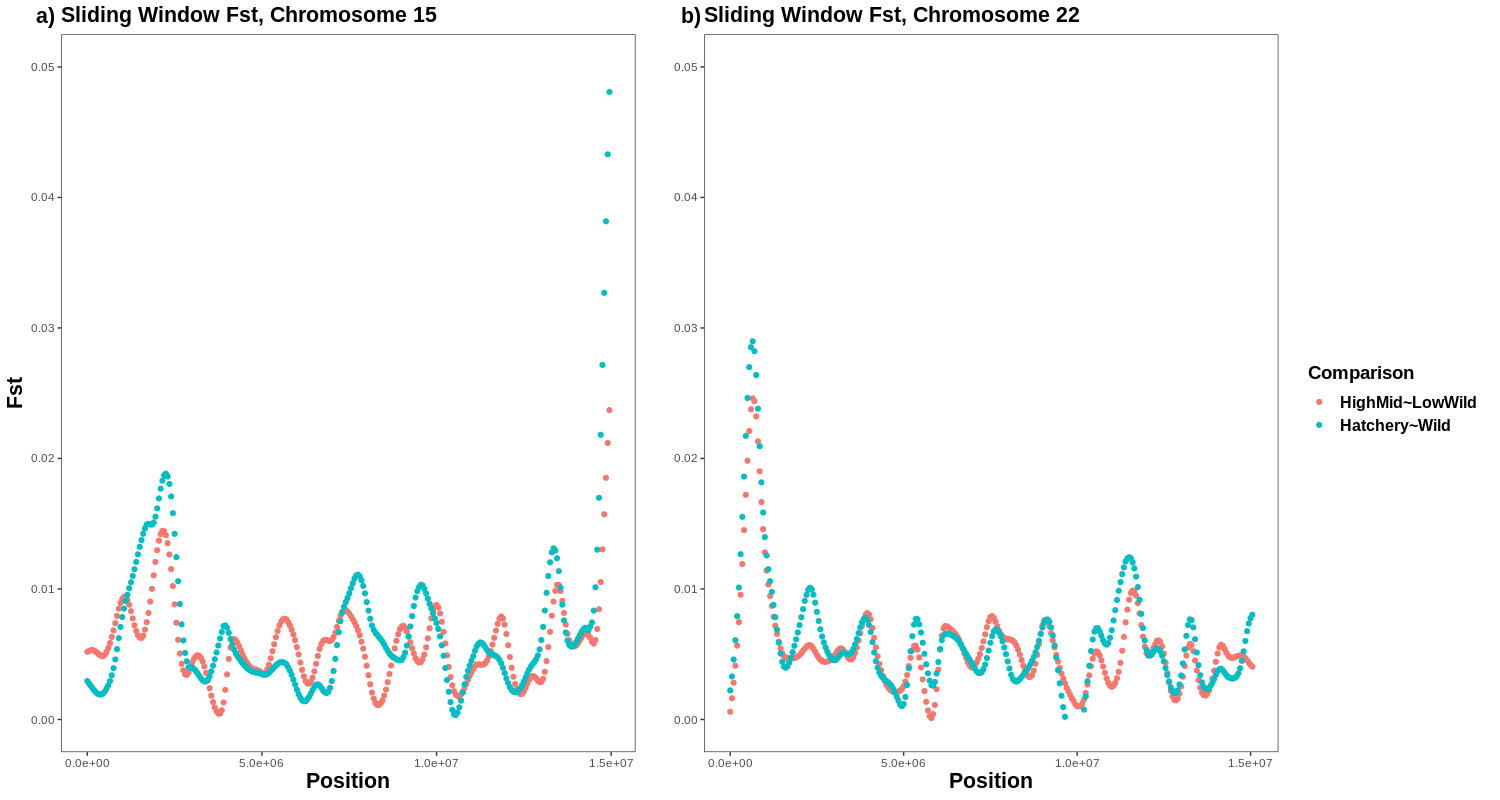 a) Sliding Window Fst, Chromosome 15
0.05
0.04
0.03
0.02
0.01
0.00
Fst
0.0e+00 5.0e+06 1.0e+07 1.5e+07
Position
b) Sliding Window Fst, Chromosome 22
0.05
0.04
0.03
0.02
0.01
0.00
0.0e+00 5.0e+06 1.0e+07 1.5e+07
Position
Comparison
HighMid~LowWild
Hatchery~Wild